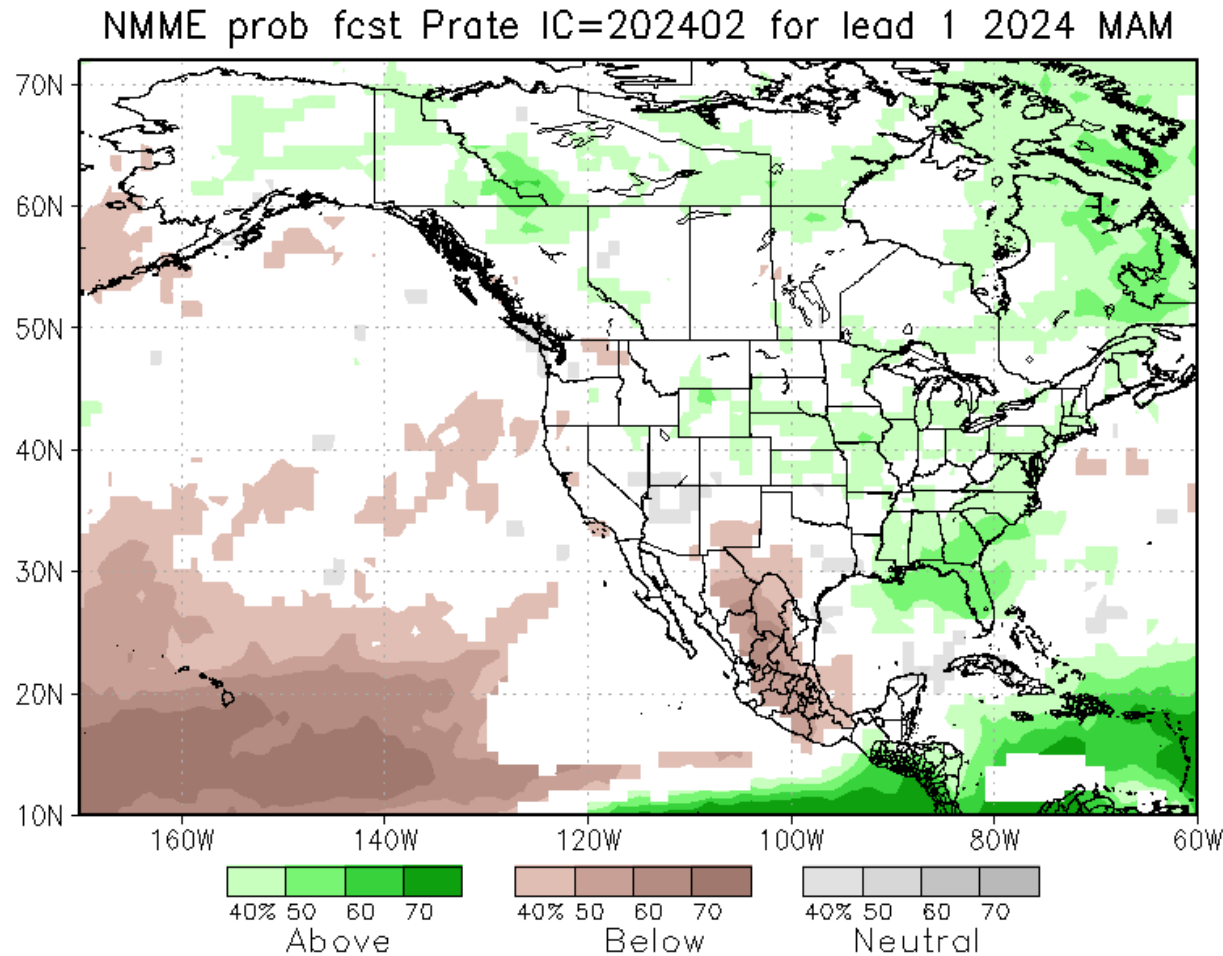 NMME prob fcst Prate IC=202402 for lead 1 2024 MAM
70N
60N
50N
40N
30N
20N
10N
160W 140W 120W 100W 80W 60W
40% 50 60 70 40% 50 60 70 40% 50 60 70
Above Below Neutral